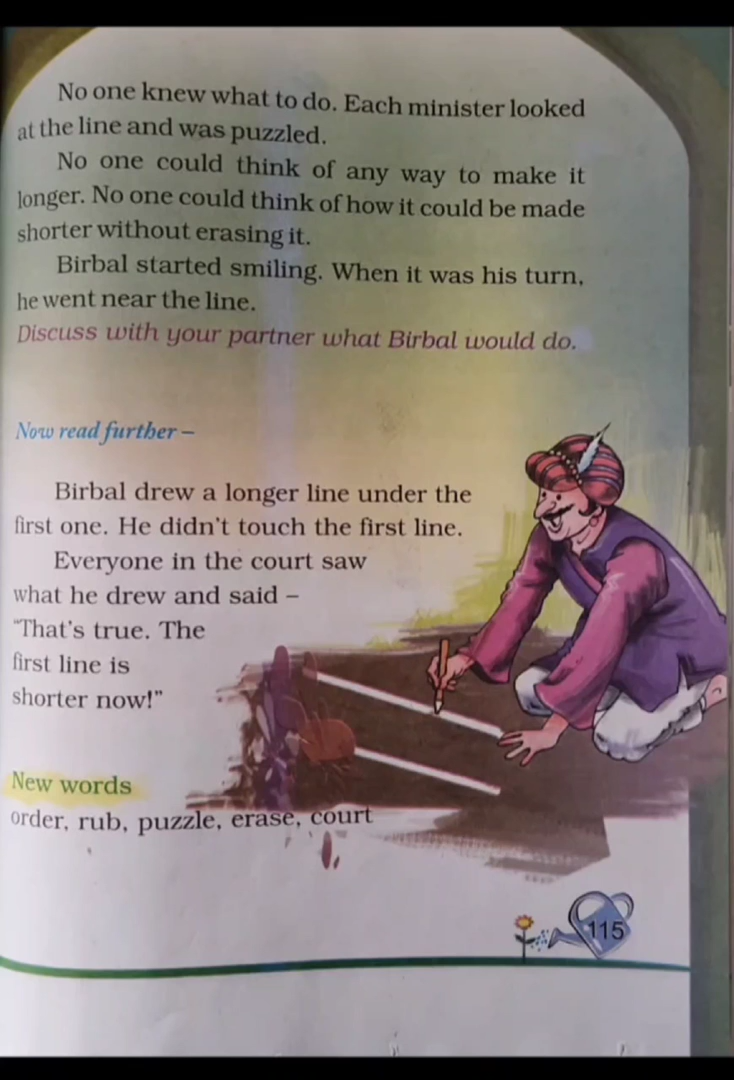 No one knew what to do. Each minister looked
at the line and was puzzled.
No one could think of any way to make it
longer. No one could think of how it could be made
shorter without erasing it.
Birbal started smiling. When it was his turn,
he went near the line.
Discuss with your partner what Birbal would do.
Now read further –
Birbal drew a longer line under the
first one. He didn't touch the first line.
Everyone in the court saw
what he drew and said –
"That's true. The
first line is
shorter now!"
New words
order, rub, puzzle, erase, court
115